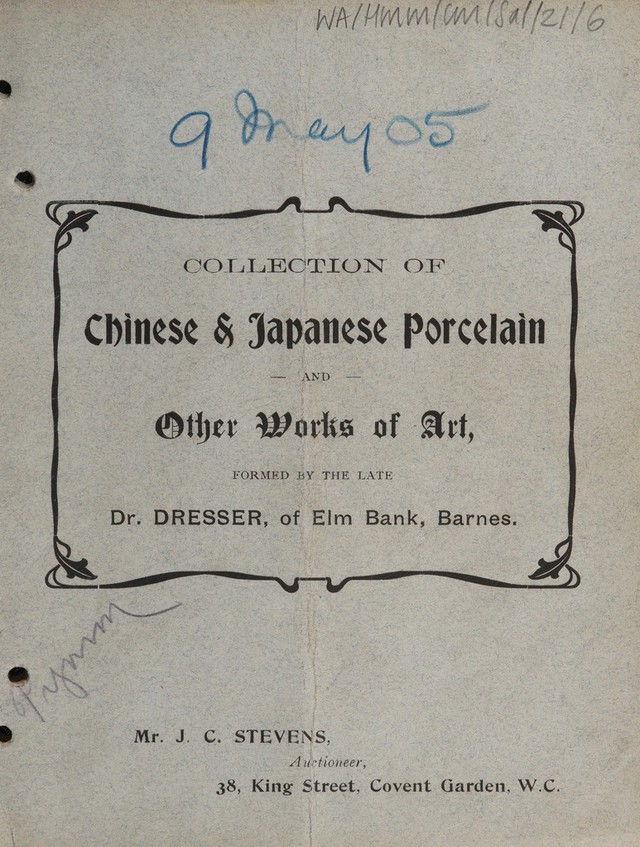 WA/Hmm/Cm/Sal/21/6
9 May 05
COLLECTION OF
Chinese & Japanese Porcelain
— AND —
Other Works of Art,
FORMED BY THE LATE
Dr. DRESSER, of Elm Bank, Barnes.
Mr. J. C. STEVENS,
Auctioneer,
38, King Street, Covent Garden, W.C.